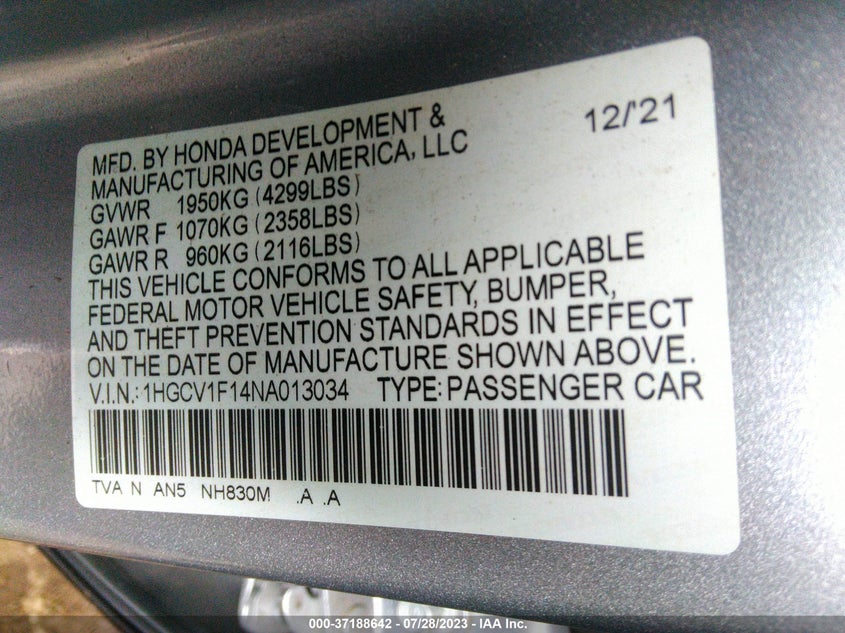 12/'21
MFD. BY HONDA DEVELOPMENT &
MANUFACTURING OF AMERICA, LLC
GVWR 1950KG (4299LBS)
GAWR F 1070KG (2358LBS)
GAWR R 960KG (2116LBS)
THIS VEHICLE CONFORMS TO ALL APPLICABLE
FEDERAL MOTOR VEHICLE SAFETY, BUMPER,
AND THEFT PREVENTION STANDARDS IN EFFECT
ON THE DATE OF MANUFACTURE SHOWN ABOVE.
V.I.N.: 1HGCV1F14NA013034 TYPE: PASSENGER CAR
TVA N AN5 NH830M .A .A
000-37188642 - 07/28/2023 - IAA Inc.